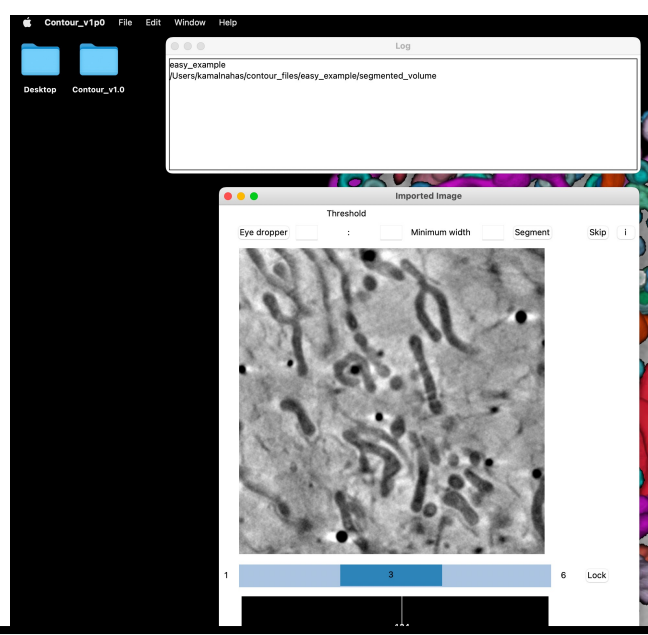 Contour_v1p0 File Edit Window Help
Log
easy_example
/Users/kamalnahas/contour_files/easy_example/segmented_volume
Desktop Contour_v1.0
Imported Image
Threshold
Eye dropper : Minimum width Segment Skip i
1 3 6 Lock